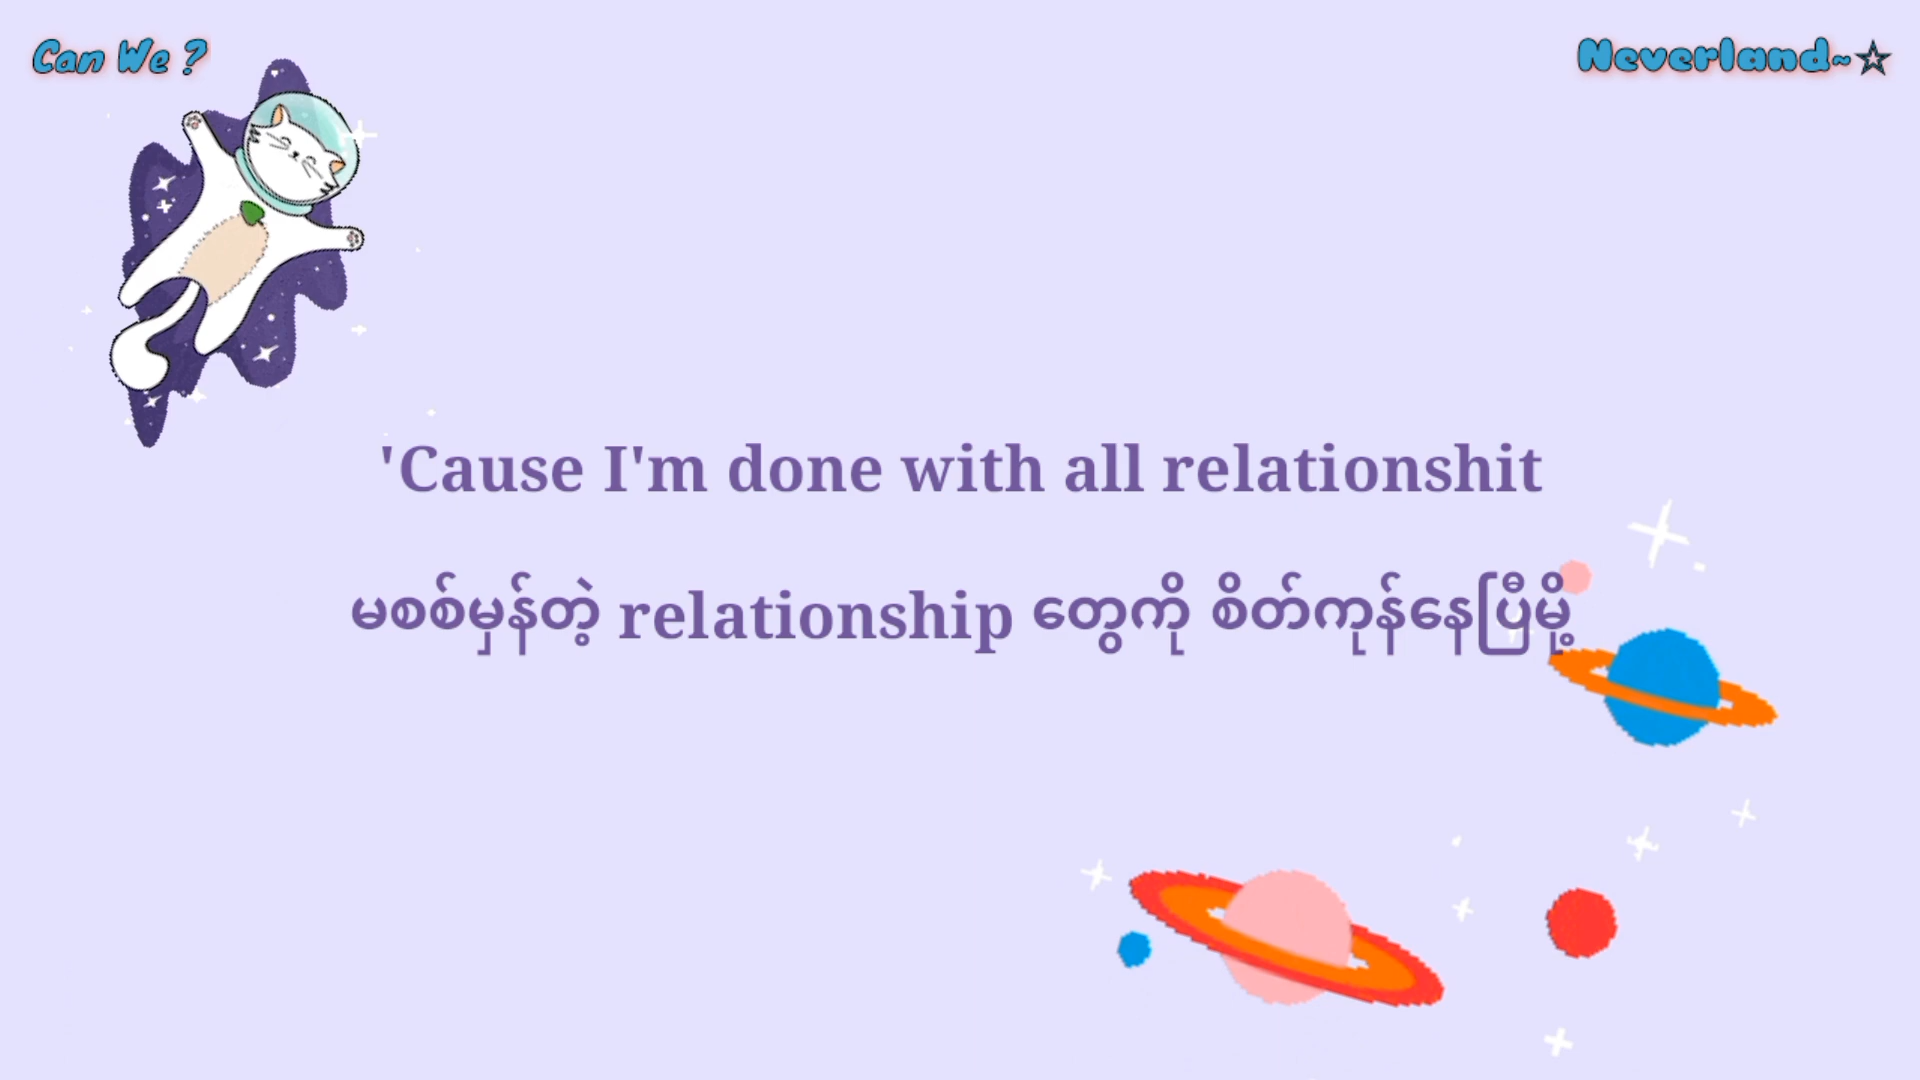 Can We ?
Neverland~☆
'Cause I'm done with all relationshit
မစစ်မှန်တဲ့ relationship တွေကို စိတ်ကုန်နေပြီမို့